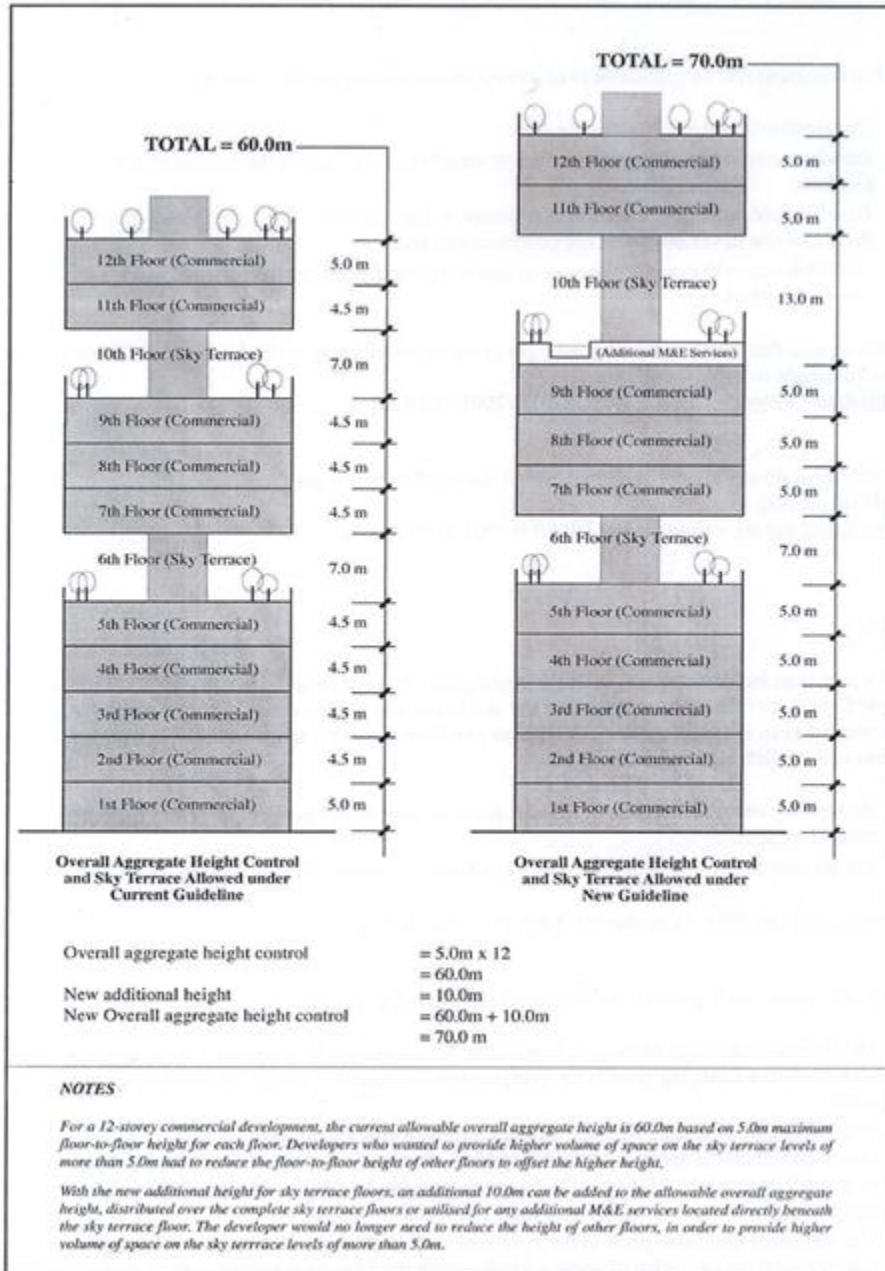 TOTAL = 60.0m
12th Floor (Commercial) 5.0 m
11th Floor (Commercial) 4.5 m
10th Floor (Sky Terrace) 7.0 m
9th Floor (Commercial) 4.5 m
8th Floor (Commercial) 4.5 m
7th Floor (Commercial) 4.5 m
6th Floor (Sky Terrace) 7.0 m
5th Floor (Commercial) 4.5 m
4th Floor (Commercial) 4.5 m
3rd Floor (Commercial) 4.5 m
2nd Floor (Commercial) 4.5 m
1st Floor (Commercial) 5.0 m
Overall Aggregate Height Control
and Sky Terrace Allowed under
Current Guideline
TOTAL = 70.0m
12th Floor (Commercial) 5.0 m
11th Floor (Commercial) 5.0 m
10th Floor (Sky Terrace) 13.0 m
(Additional M&E Services)
9th Floor (Commercial) 5.0 m
8th Floor (Commercial) 5.0 m
7th Floor (Commercial) 5.0 m
6th Floor (Sky Terrace) 7.0 m
5th Floor (Commercial) 5.0 m
4th Floor (Commercial) 5.0 m
3rd Floor (Commercial) 5.0 m
2nd Floor (Commercial) 5.0 m
1st Floor (Commercial) 5.0 m
Overall Aggregate Height Control
and Sky Terrace Allowed under
New Guideline
Overall aggregate height control = 5.0m x 12
= 60.0m
New additional height = 10.0m
New Overall aggregate height control = 60.0m + 10.0m
= 70.0 m
NOTES
For a 12-storey commercial development, the current allowable overall aggregate height is 60.0m based on 5.0m maximum
floor-to-floor height for each floor. Developers who wanted to provide higher volume of space on the sky terrace levels of
more than 5.0m had to reduce the floor-to-floor height of other floors to offset the higher height.
With the new additional height for sky terrace floors, an additional 10.0m can be added to the allowable overall aggregate
height, distributed over the complete sky terrace floors or utilised for any additional M&E services located directly beneath
the sky terrace floor. The developer would no longer need to reduce the height of other floors, in order to provide higher
volume of space on the sky terrrace levels of more than 5.0m.